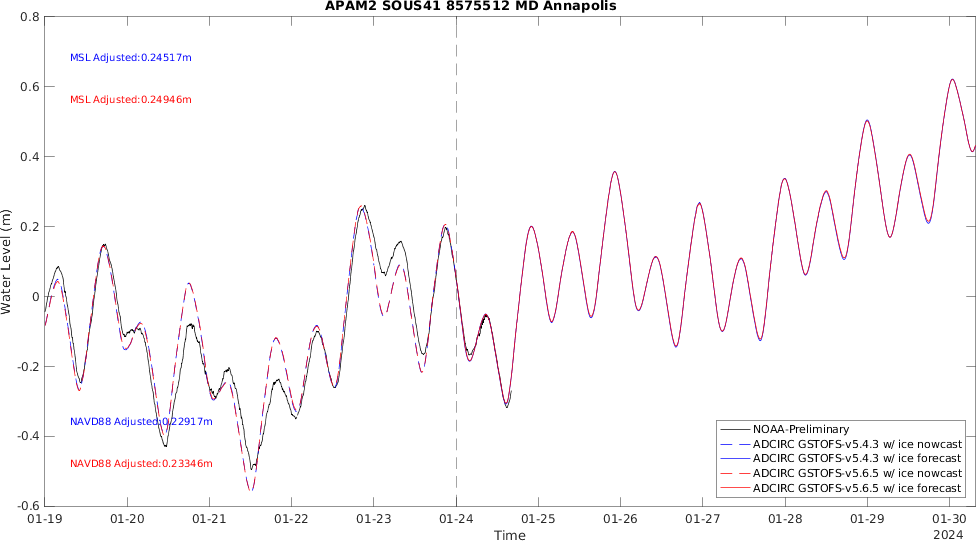 APAM2 SOUS41 8575512 MD Annapolis
0.8
0.6
0.4
0.2
0
-0.2
-0.4
-0.6
Water Level (m)
MSL Adjusted:0.24517m
MSL Adjusted:0.24946m
NAVD88 Adjusted:0.22917m
NAVD88 Adjusted:0.23346m
NOAA-Preliminary
ADCIRC GSTOFS-v5.4.3 w/ ice nowcast
ADCIRC GSTOFS-v5.4.3 w/ ice forecast
ADCIRC GSTOFS-v5.6.5 w/ ice nowcast
ADCIRC GSTOFS-v5.6.5 w/ ice forecast
01-19 01-20 01-21 01-22 01-23 01-24 01-25 01-26 01-27 01-28 01-29 01-30
Time
2024